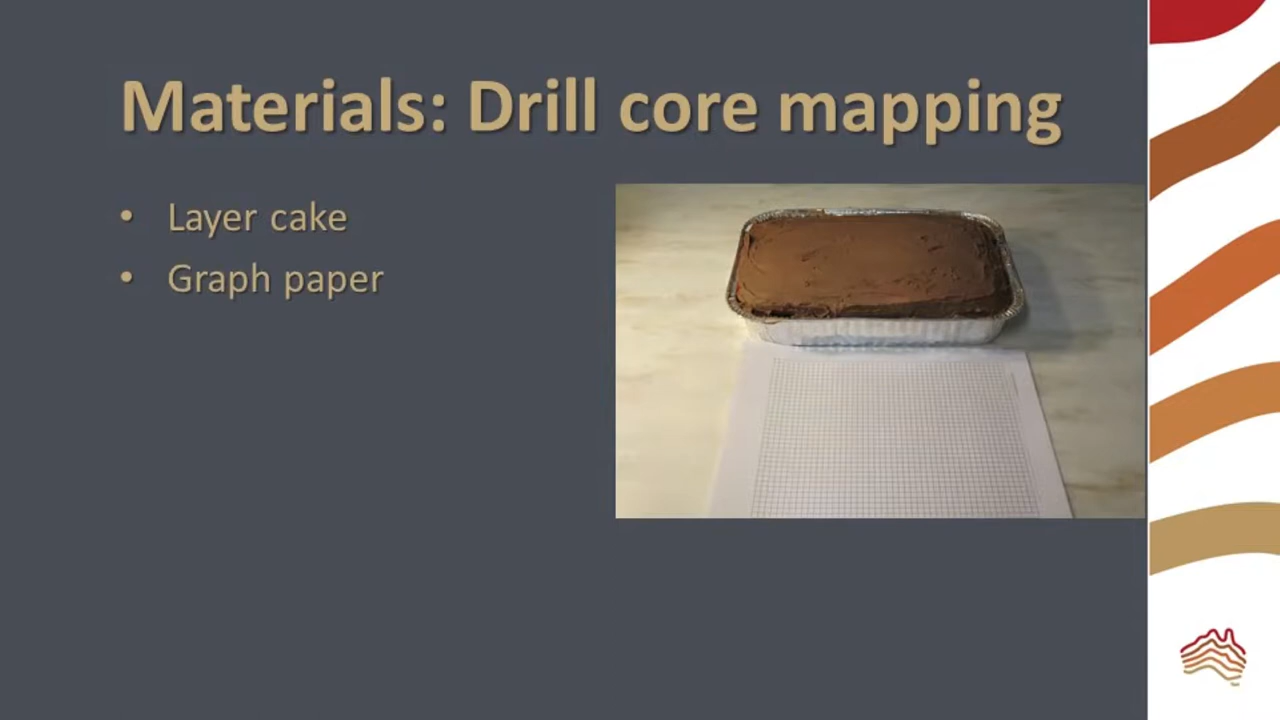 Materials: Drill core mapping
• Layer cake
• Graph paper